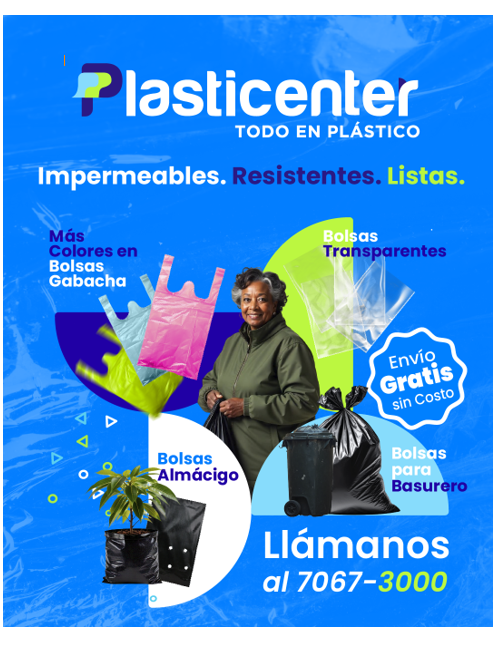 Plasticenter
TODO EN PLÁSTICO
Impermeables. Resistentes. Listas.
Más
Colores en
Bolsas
Gabacha
Bolsas
Transparentes
Envío
Gratis
sin Costo
Bolsas
Almácigo
Bolsas
para
Basurero
Llámanos
al 7067-3000